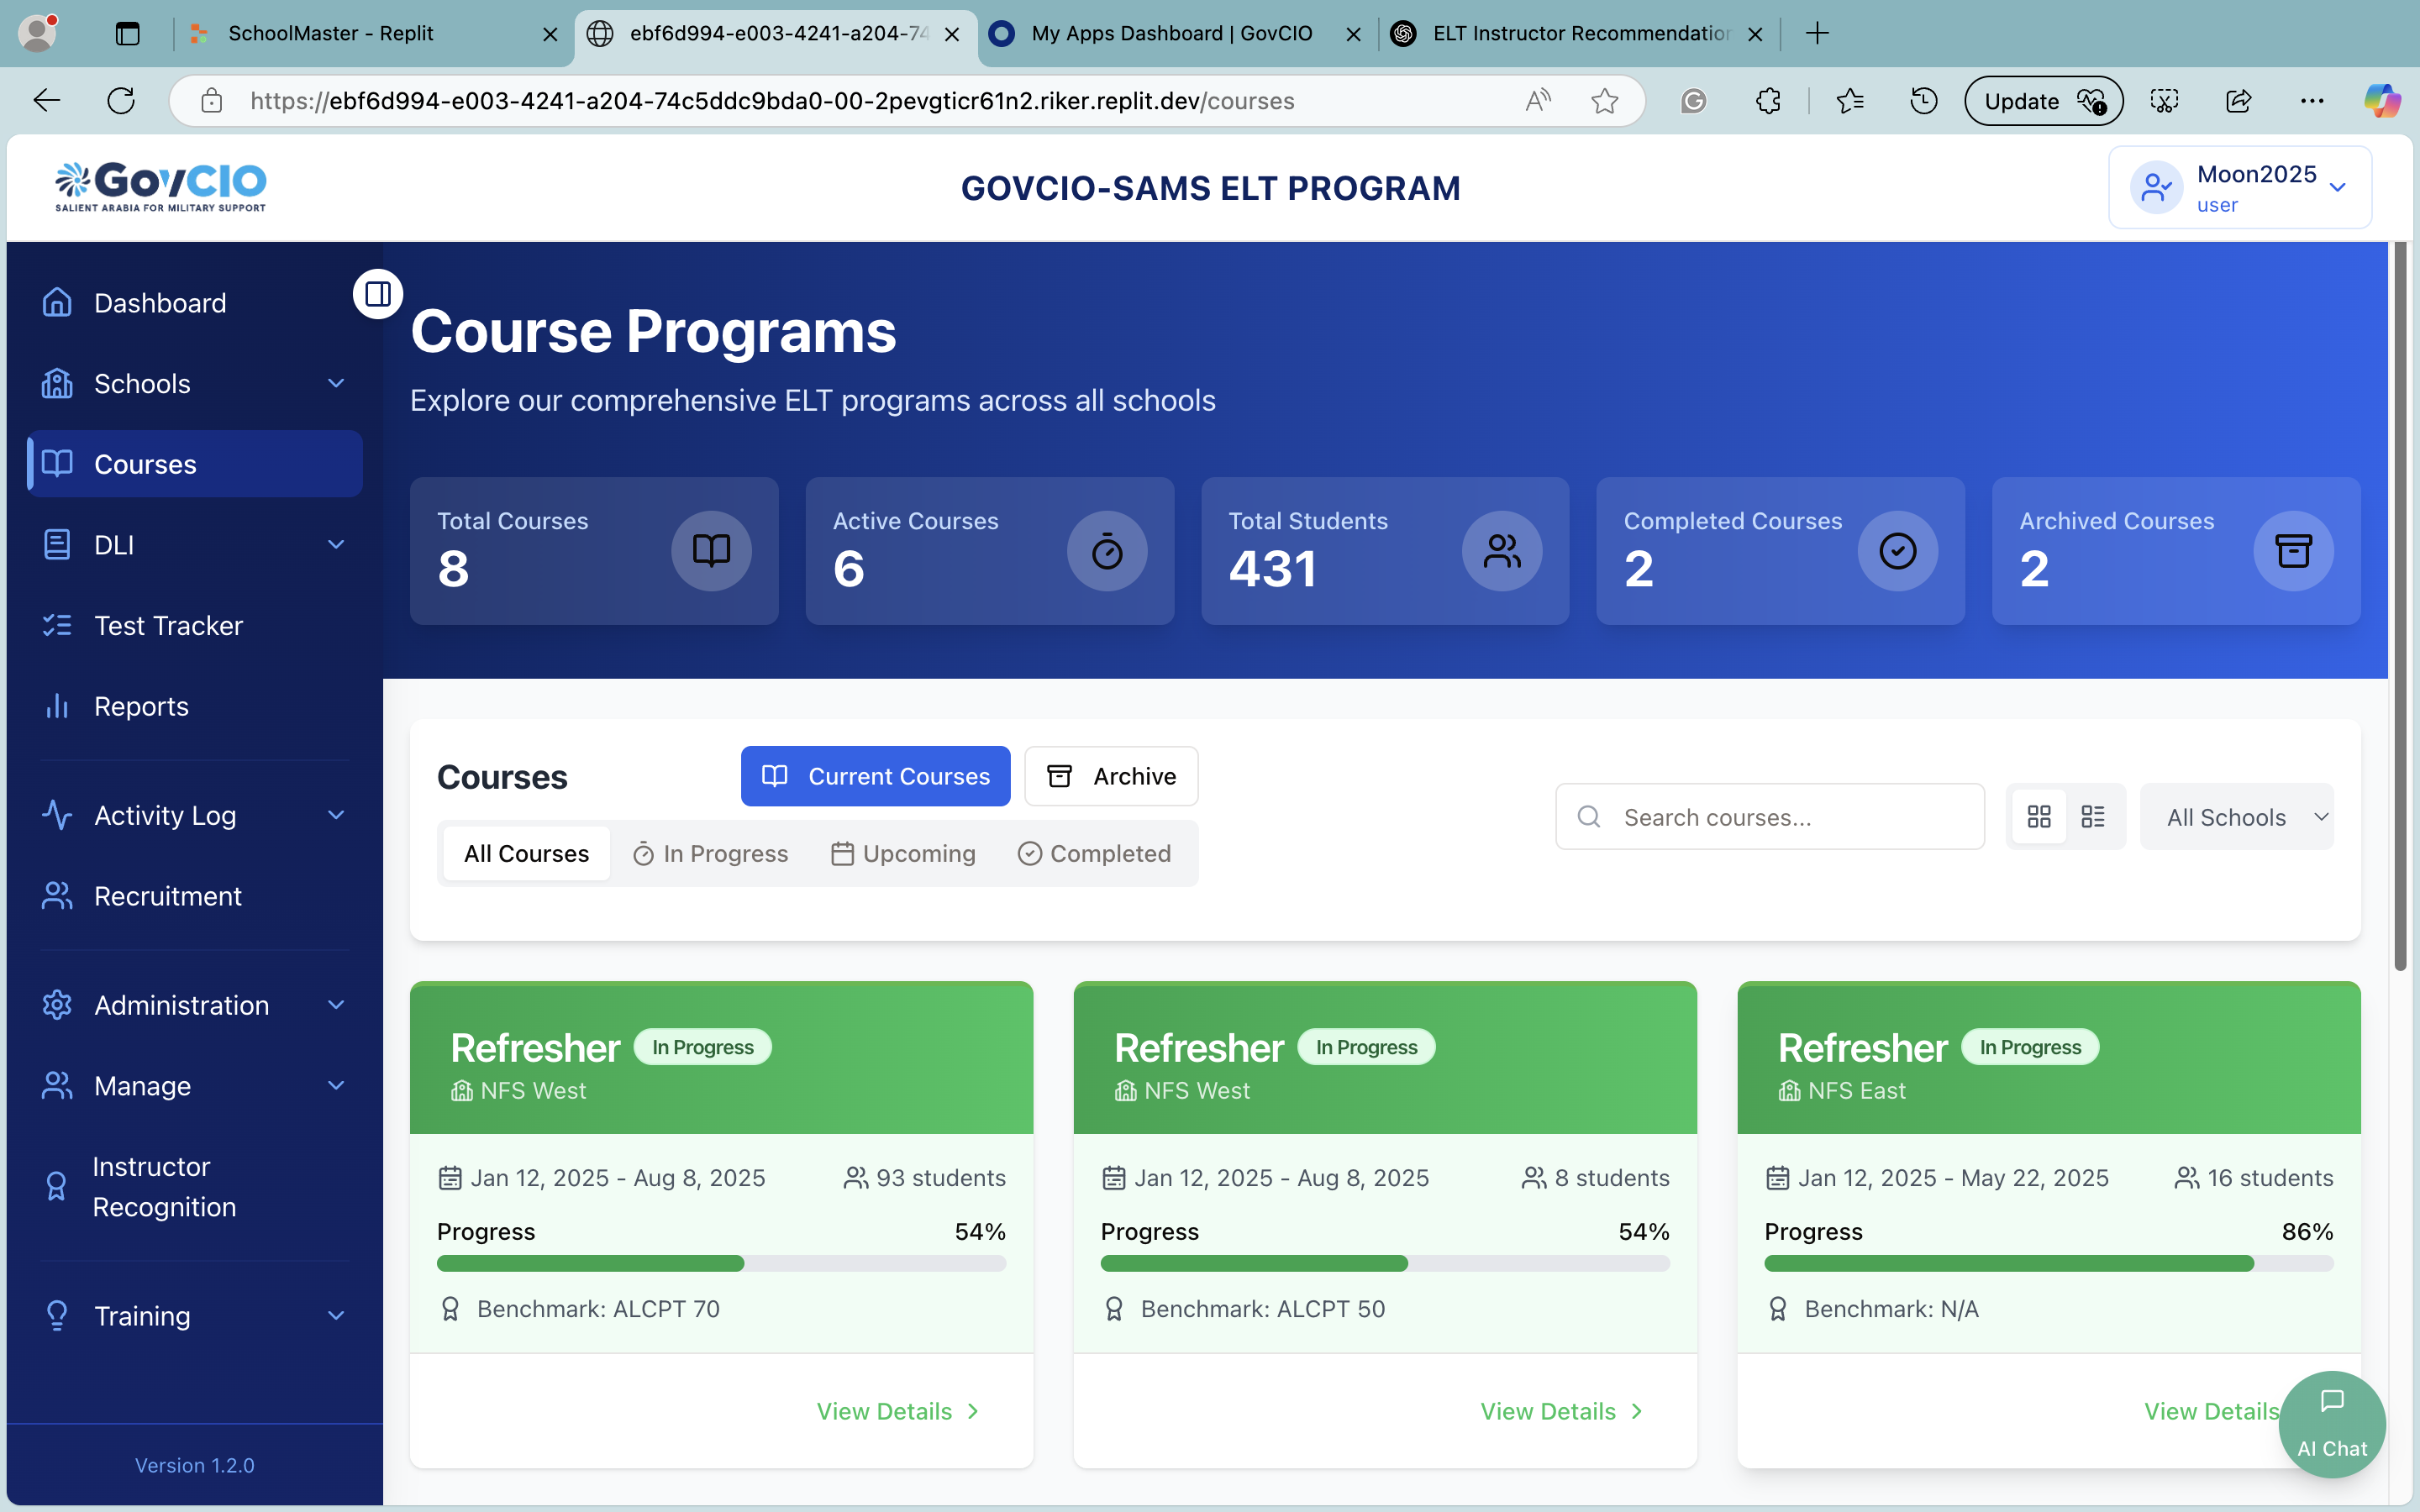 SchoolMaster - Replit
ebf6d994-e003-4241-a204-74
My Apps Dashboard | GovCIO
ELT Instructor Recommendation
https://ebf6d994-e003-4241-a204-74c5ddc9bda0-00-2pevgticr61n2.riker.replit.dev/courses
Update
GovCIO
SALIENT ARABIA FOR MILITARY SUPPORT
GOVCIO-SAMS ELT PROGRAM
Moon2025
user
Dashboard
Schools
Courses
DLI
Test Tracker
Reports
Activity Log
Recruitment
Administration
Manage
Instructor
Recognition
Training
Version 1.2.0
Course Programs
Explore our comprehensive ELT programs across all schools
Total Courses
8
Active Courses
6
Total Students
431
Completed Courses
2
Archived Courses
2
Courses
Current Courses
Archive
All Courses
In Progress
Upcoming
Completed
Search courses...
All Schools
Refresher In Progress
NFS West
Jan 12, 2025 - Aug 8, 2025 93 students
Progress 54%
Benchmark: ALCPT 70
View Details
Refresher In Progress
NFS West
Jan 12, 2025 - Aug 8, 2025 8 students
Progress 54%
Benchmark: ALCPT 50
View Details
Refresher In Progress
NFS East
Jan 12, 2025 - May 22, 2025 16 students
Progress 86%
Benchmark: N/A
View Details
AI Chat